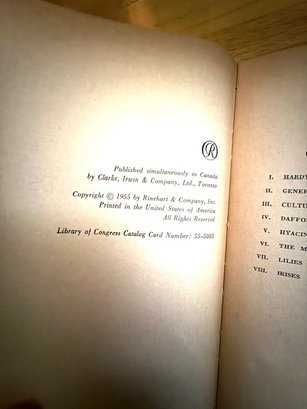 R
Published simultaneously in Canada
by Clarke, Irwin & Company, Ltd., Toronto
Copyright © 1955 by Rinehart & Company, Inc.
Printed in the United States of America
All Rights Reserved
Library of Congress Catalog Card Number: 55-5083
I. HARDY
II. GENER
III. CULTU
IV. DAFFO
V. HYACIN
VI. THE M
VII. LILIES
VIII. IRISES